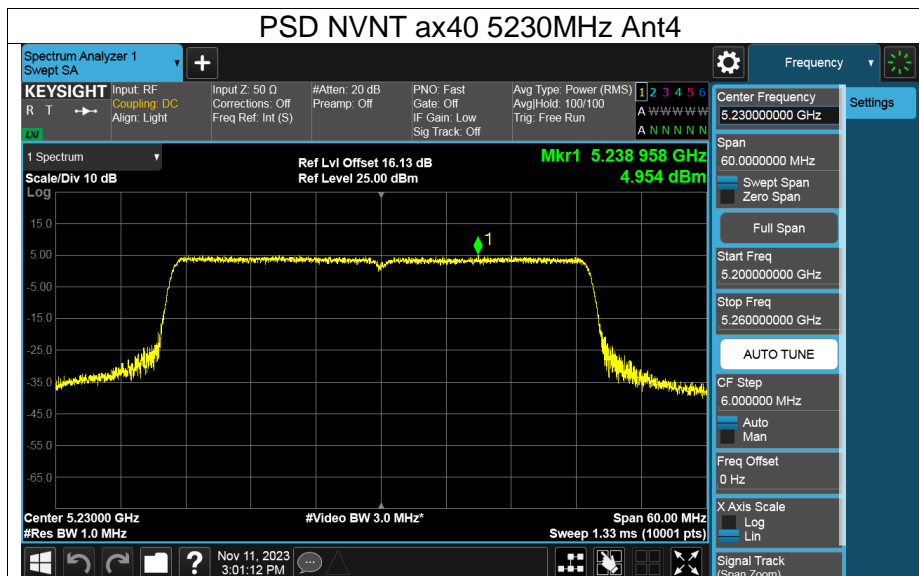 PSD NVNT ax40 5230MHz Ant4
Spectrum Analyzer 1
Swept SA
+
Frequency
KEYSIGHT
R T
LXI
Input: RF
Coupling: DC
Align: Light
Input Z: 50 Ω
Corrections: Off
Freq Ref: Int (S)
#Atten: 20 dB
Preamp: Off
PNO: Fast
Gate: Off
IF Gain: Low
Sig Track: Off
Avg Type: Power (RMS)
Avg|Hold: 100/100
Trig: Free Run
1 2 3 4 5 6
A W W W W W
A N N N N N
1 Spectrum
Scale/Div 10 dB
Log
Ref Lvl Offset 16.13 dB
Ref Level 25.00 dBm
Mkr1 5.238 958 GHz
4.954 dBm
15.0
5.00
-5.00
-15.0
-25.0
-35.0
-45.0
-55.0
-65.0
1
Center 5.23000 GHz
#Res BW 1.0 MHz
#Video BW 3.0 MHz*
Span 60.00 MHz
Sweep 1.33 ms (10001 pts)
Center Frequency
5.230000000 GHz
Span
60.0000000 MHz
Swept Span
Zero Span
Full Span
Start Freq
5.200000000 GHz
Stop Freq
5.260000000 GHz
AUTO TUNE
CF Step
6.000000 MHz
Auto
Man
Freq Offset
0 Hz
X Axis Scale
Log
Lin
Signal Track
(Span Zoom)
Settings
?
Nov 11, 2023
3:01:12 PM